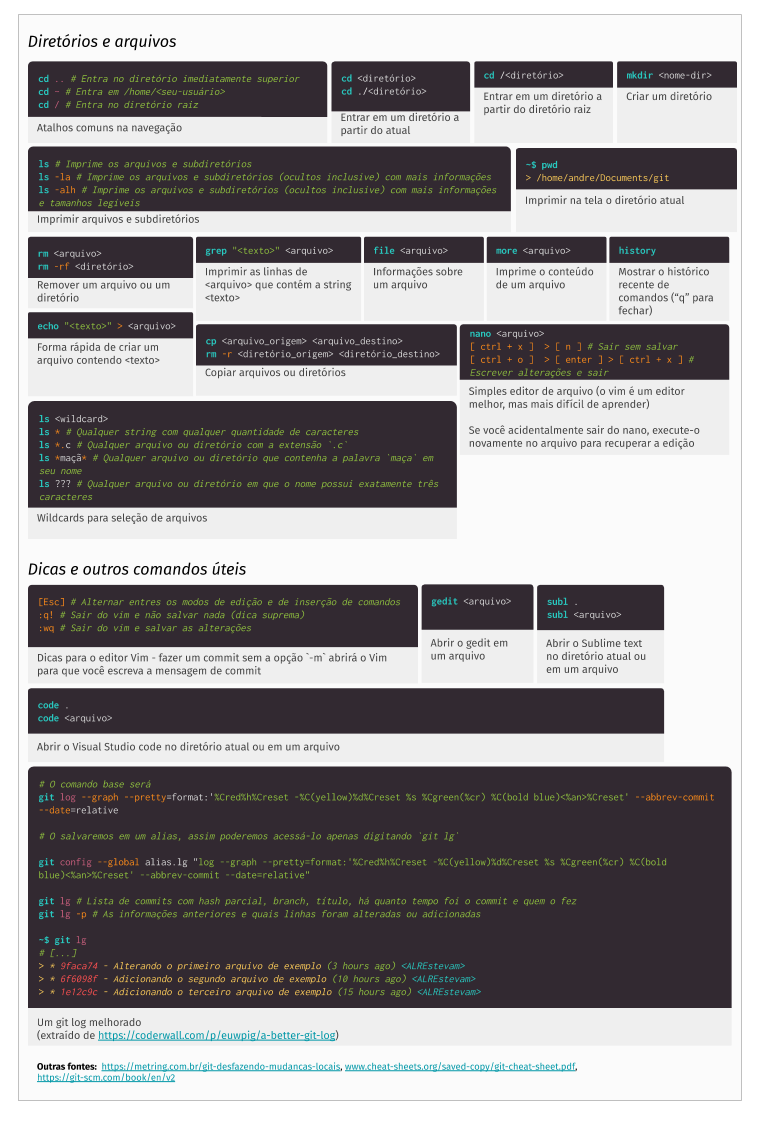 Diretórios e arquivos
cd .. # Entra no diretório imediatamente superior
cd ~ # Entra em /home/<seu-usuário>
cd / # Entra no diretório raiz
Atalhos comuns na navegação
cd <diretório>
cd ./<diretório>
Entrar em um diretório a
partir do atual
cd /<diretório>
Entrar em um diretório a
partir do diretório raiz
mkdir <nome-dir>
Criar um diretório
ls # Imprime os arquivos e subdiretórios
ls -la # Imprime os arquivos e subdiretórios (ocultos inclusive) com mais informações
ls -alh # Imprime os arquivos e subdiretórios (ocultos inclusive) com mais informações
e tamanhos legíveis
Imprimir arquivos e subdiretórios
~$ pwd
> /home/andre/Documents/git
Imprimir na tela o diretório atual
rm <arquivo>
rm -rf <diretório>
Remover um arquivo ou um
diretório
grep "<texto>" <arquivo>
Imprimir as linhas de
<arquivo> que contém a string
<texto>
file <arquivo>
Informações sobre
um arquivo
more <arquivo>
Imprime o conteúdo
de um arquivo
history
Mostrar o histórico
recente de
comandos (“q” para
fechar)
echo "<texto>" > <arquivo>
Forma rápida de criar um
arquivo contendo <texto>
cp <arquivo_origem> <arquivo_destino>
rm -r <diretório_origem> <diretório_destino>
Copiar arquivos ou diretórios
nano <arquivo>
[ ctrl + x ]  > [ n ] # Sair sem salvar
[ ctrl + o ]  > [ enter ] > [ ctrl + x ] #
Escrever alterações e sair
Simples editor de arquivo (o vim é um editor
melhor, mas mais difícil de aprender)
Se você acidentalmente sair do nano, execute-o
novamente no arquivo para recuperar a edição
ls <wildcard>
ls * # Qualquer string com qualquer quantidade de caracteres
ls *.c # Qualquer arquivo ou diretório com a extensão `.c`
ls *maçã* # Qualquer arquivo ou diretório que contenha a palavra `maça` em
seu nome
ls ??? # Qualquer arquivo ou diretório em que o nome possui exatamente três
caracteres
Wildcards para seleção de arquivos
Dicas e outros comandos úteis
[Esc] # Alternar entres os modos de edição e de inserção de comandos
:q! # Sair do vim e não salvar nada (dica suprema)
:wq # Sair do vim e salvar as alterações
Dicas para o editor Vim - fazer um commit sem a opção `-m` abrirá o Vim
para que você escreva a mensagem de commit
gedit <arquivo>
Abrir o gedit em
um arquivo
subl .
subl <arquivo>
Abrir o Sublime text
no diretório atual ou
em um arquivo
code .
code <arquivo>
Abrir o Visual Studio code no diretório atual ou em um arquivo
# O comando base será
git log --graph --pretty=format:'%Cred%h%Creset -%C(yellow)%d%Creset %s %Cgreen(%cr) %C(bold blue)<%an>%Creset' --abbrev-commit
--date=relative
# O salvaremos em um alias, assim poderemos acessá-lo apenas digitando `git lg`
git config --global alias.lg "log --graph --pretty=format:'%Cred%h%Creset -%C(yellow)%d%Creset %s %Cgreen(%cr) %C(bold
blue)<%an>%Creset' --abbrev-commit --date=relative"
git lg # Lista de commits com hash parcial, branch, título, há quanto tempo foi o commit e quem o fez
git lg -p # As informações anteriores e quais linhas foram alteradas ou adicionadas
~$ git lg
# [...]
> * 9faca74 - Alterando o primeiro arquivo de exemplo (3 hours ago) <ALREstevam>
> * 6f6098f - Adicionando o segundo arquivo de exemplo (10 hours ago) <ALREstevam>
> * 1e12c9c - Adicionando o terceiro arquivo de exemplo (15 hours ago) <ALREstevam>
Um git log melhorado
(extraído de https://coderwall.com/p/euwpig/a-better-git-log)
Outras fontes: https://metring.com.br/git-desfazendo-mudancas-locais, www.cheat-sheets.org/saved-copy/git-cheat-sheet.pdf,
https://git-scm.com/book/en/v2